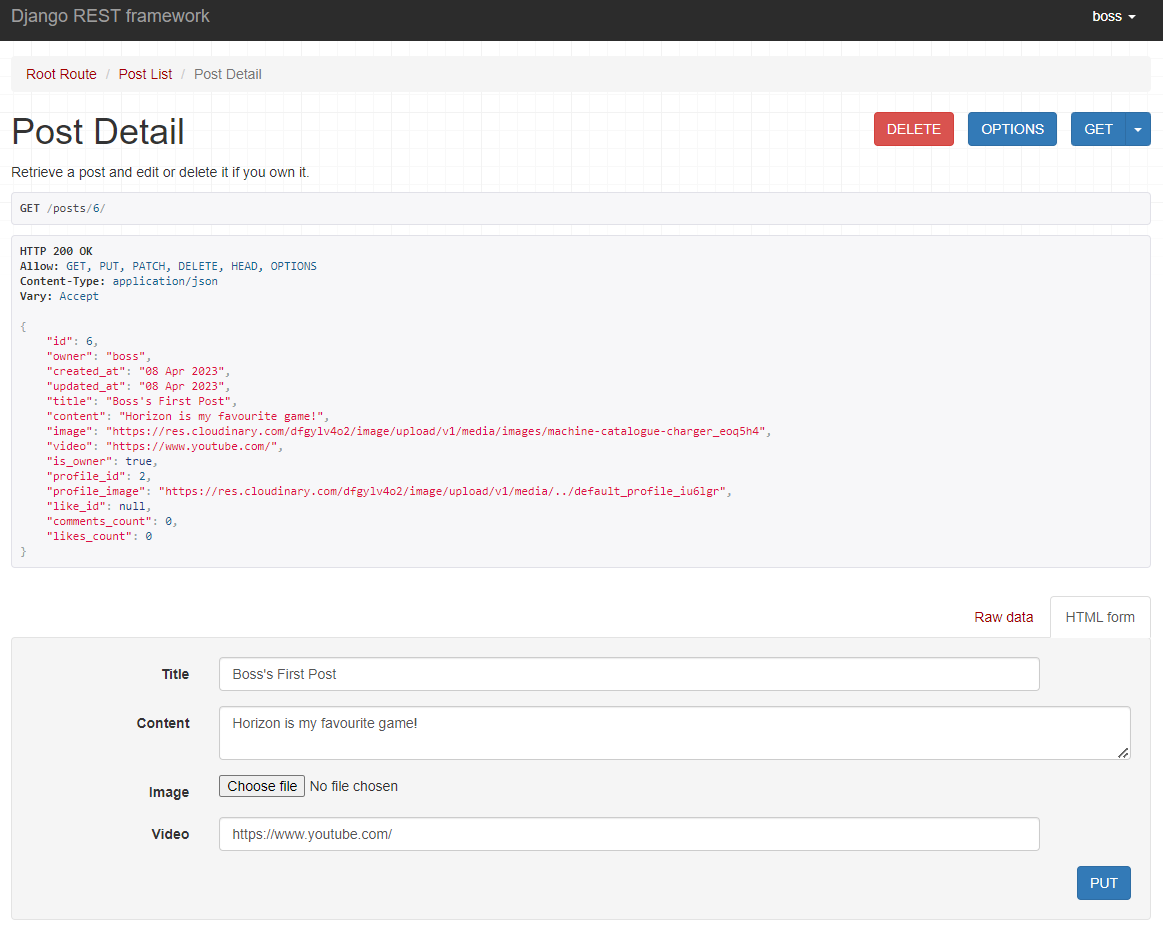 Django REST framework boss
Root Route / Post List / Post Detail
Post Detail DELETE OPTIONS GET
Retrieve a post and edit or delete it if you own it.
GET /posts/6/
HTTP 200 OK
Allow: GET, PUT, PATCH, DELETE, HEAD, OPTIONS
Content-Type: application/json
Vary: Accept
{
    "id": 6,
    "owner": "boss",
    "created_at": "08 Apr 2023",
    "updated_at": "08 Apr 2023",
    "title": "Boss's First Post",
    "content": "Horizon is my favourite game!",
    "image": "https://res.cloudinary.com/dfgylv4o2/image/upload/v1/media/images/machine-catalogue-charger_eoq5h4",
    "video": "https://www.youtube.com/",
    "is_owner": true,
    "profile_id": 2,
    "profile_image": "https://res.cloudinary.com/dfgylv4o2/image/upload/v1/media/../default_profile_iu6lgr",
    "like_id": null,
    "comments_count": 0,
    "likes_count": 0
}
Raw data HTML form
Title Boss's First Post
Content Horizon is my favourite game!
Image Choose file No file chosen
Video https://www.youtube.com/
PUT